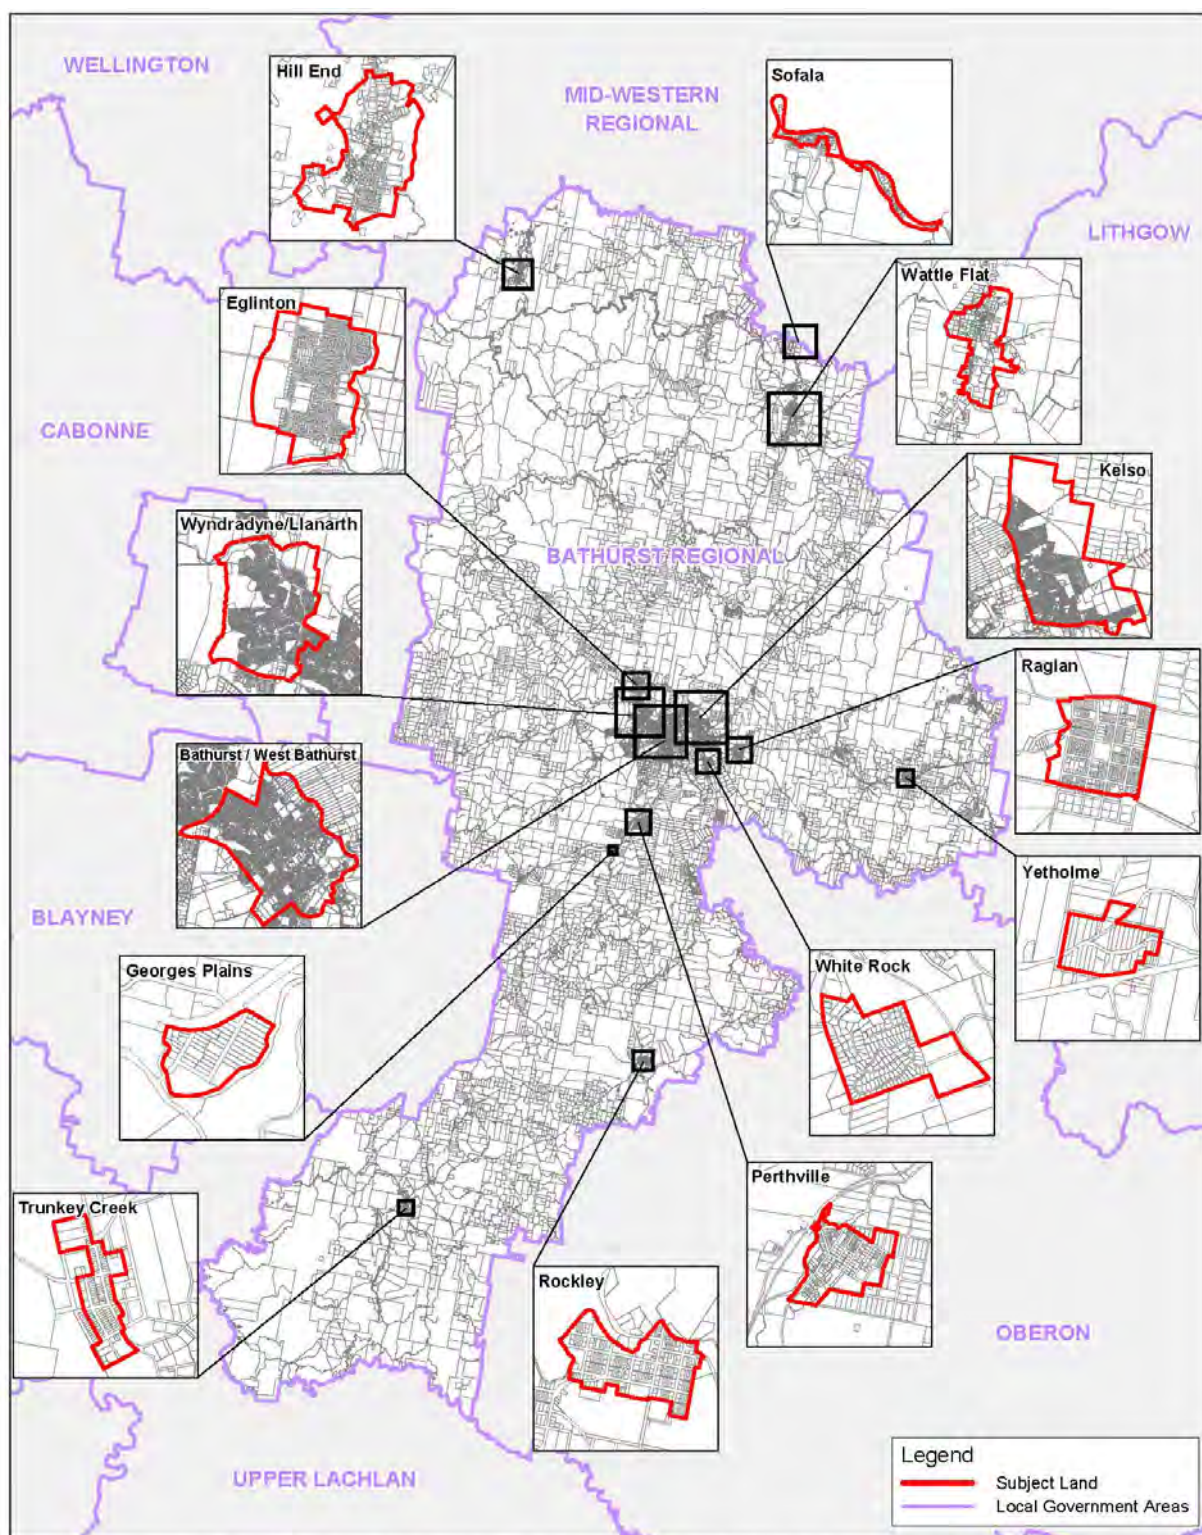 WELLINGTON
Hill End
MID-WESTERN
REGIONAL
Sofala
LITHGOW
Wattle Flat
Eglinton
CABONNE
Kelso
Wyndradyne/Llanarth
BATHURST REGIONAL
Raglan
Bathurst / West Bathurst
Yetholme
BLAYNEY
Georges Plains
White Rock
Perthville
Trunkey Creek
Rockley
OBERON
UPPER LACHLAN
Legend
Subject Land
Local Government Areas